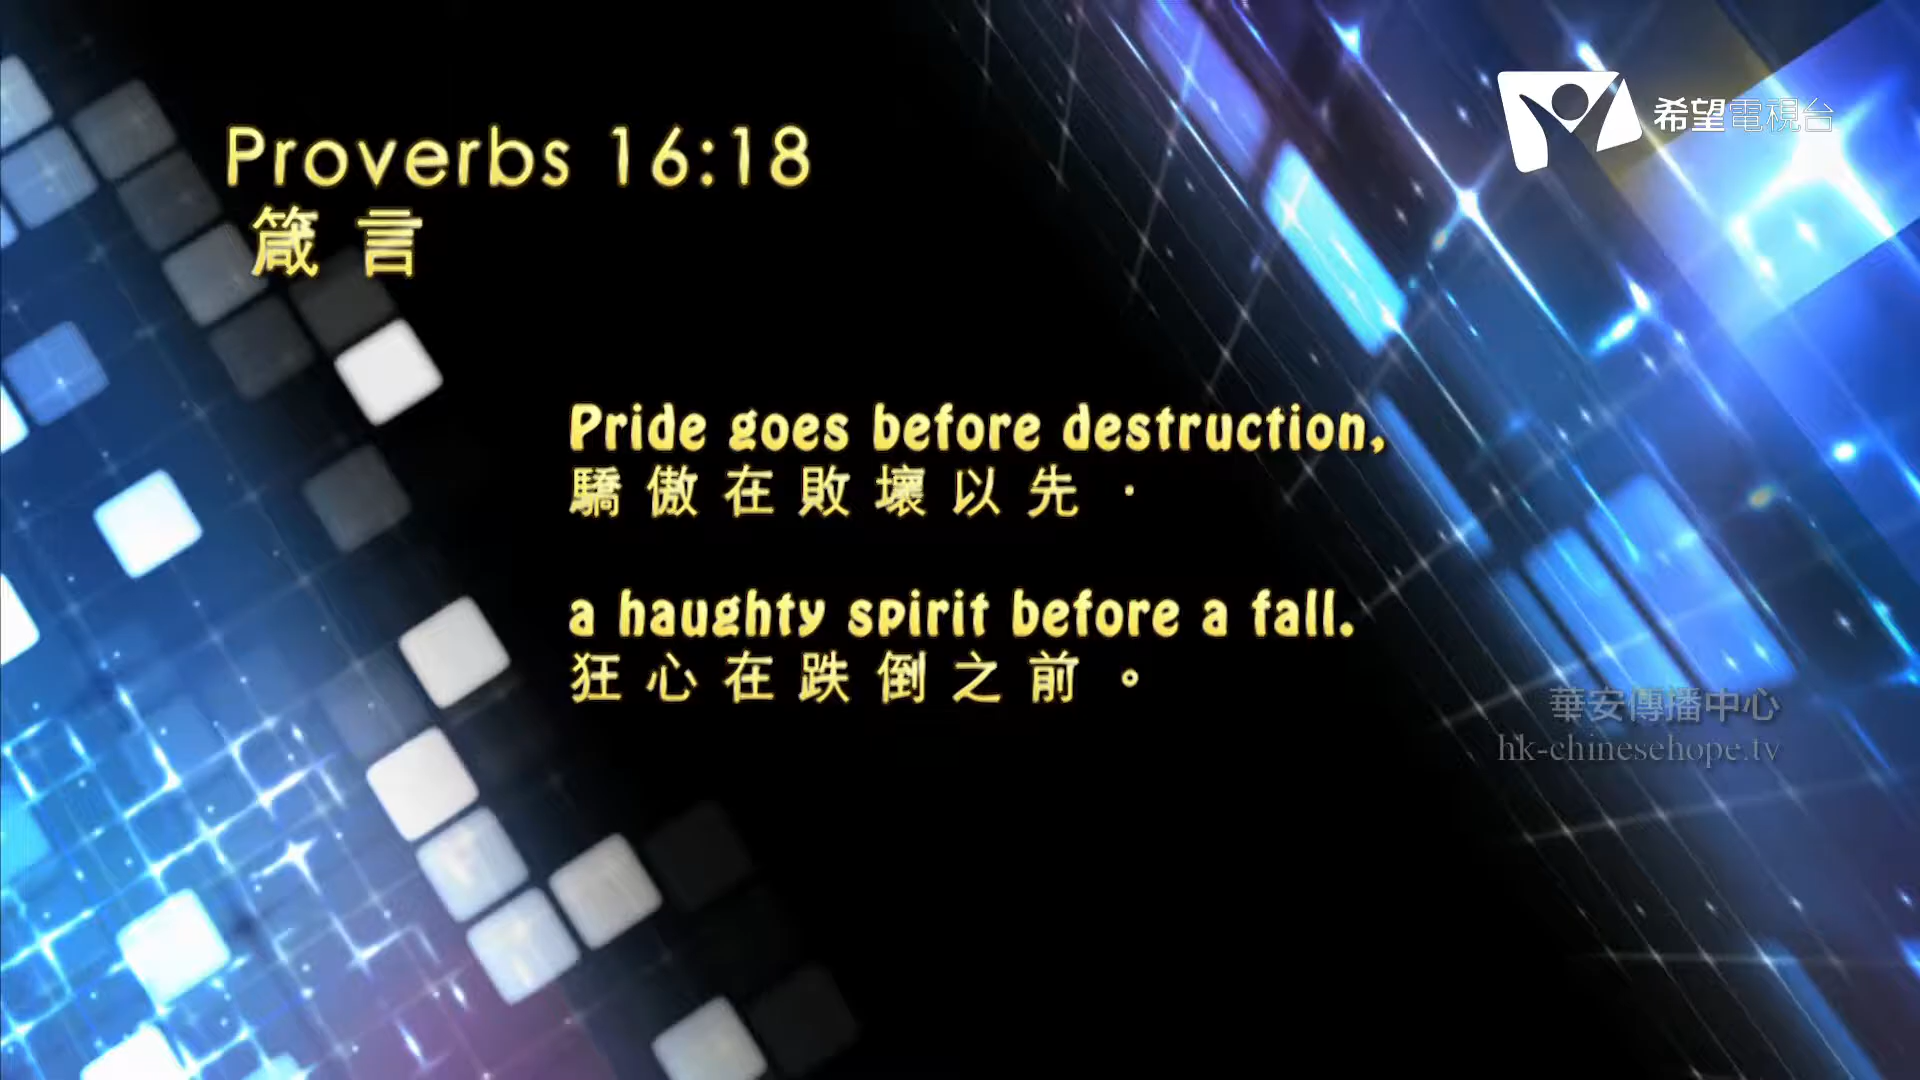 希望電視台
Proverbs 16:18
箴言
Pride goes before destruction,
驕傲在敗壞以先．
a haughty spirit before a fall.
狂心在跌倒之前。
華安傳播中心
hk-chinesehope.tv